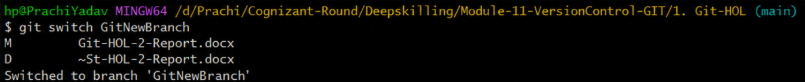 hp@PrachiYadav MINGW64 /d/Prachi/Cognizant-Round/Deepskilling/Module-11-VersionControl-GIT/1. Git-HOL (main)
$ git switch GitNewBranch
M       Git-HOL-2-Report.docx
D       ~St-HOL-2-Report.docx
Switched to branch 'GitNewBranch'